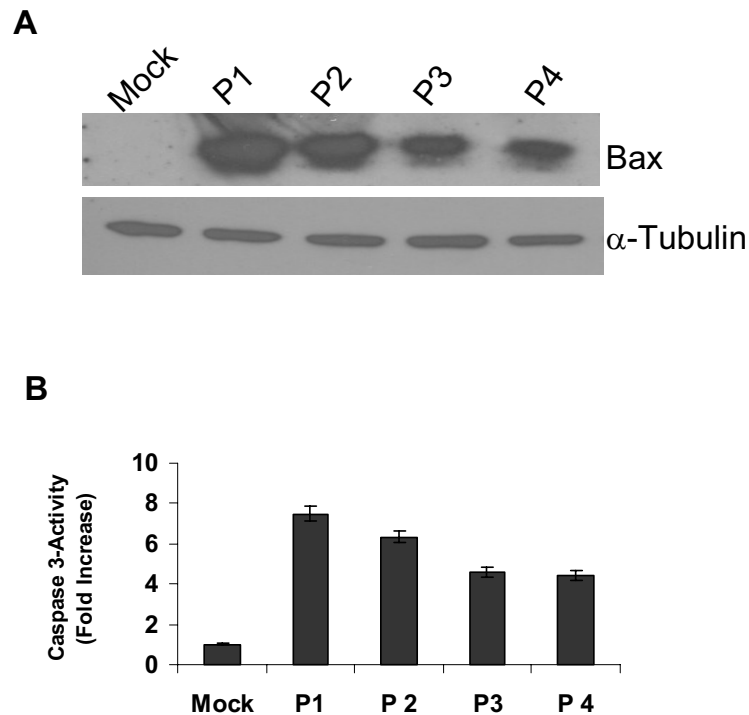 A
Mock P1 P2 P3 P4
Bax
α-Tubulin
B
Caspase 3-Activity
(Fold Increase)
10
8
6
4
2
0
Mock P1 P 2 P3 P 4